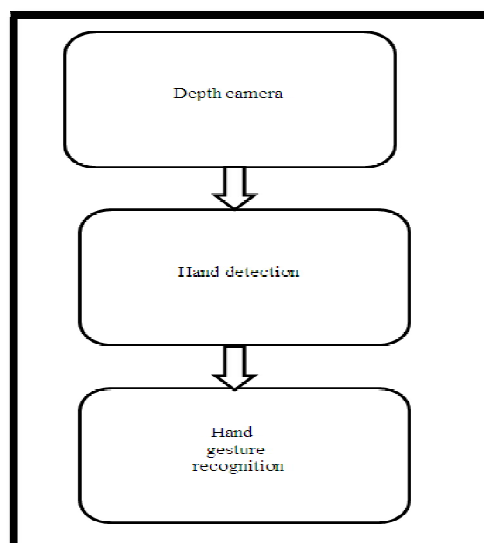 Depth camera
Hand detection
Hand
gesture
recognition